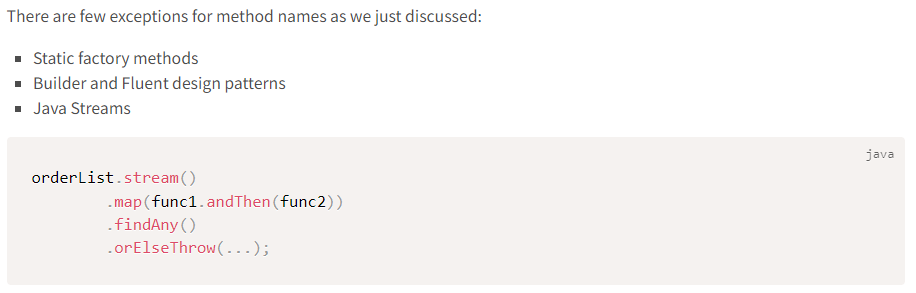 There are few exceptions for method names as we just discussed:
▪ Static factory methods
▪ Builder and Fluent design patterns
▪ Java Streams
java
orderList.stream()
        .map(func1.andThen(func2))
        .findAny()
        .orElseThrow(...);